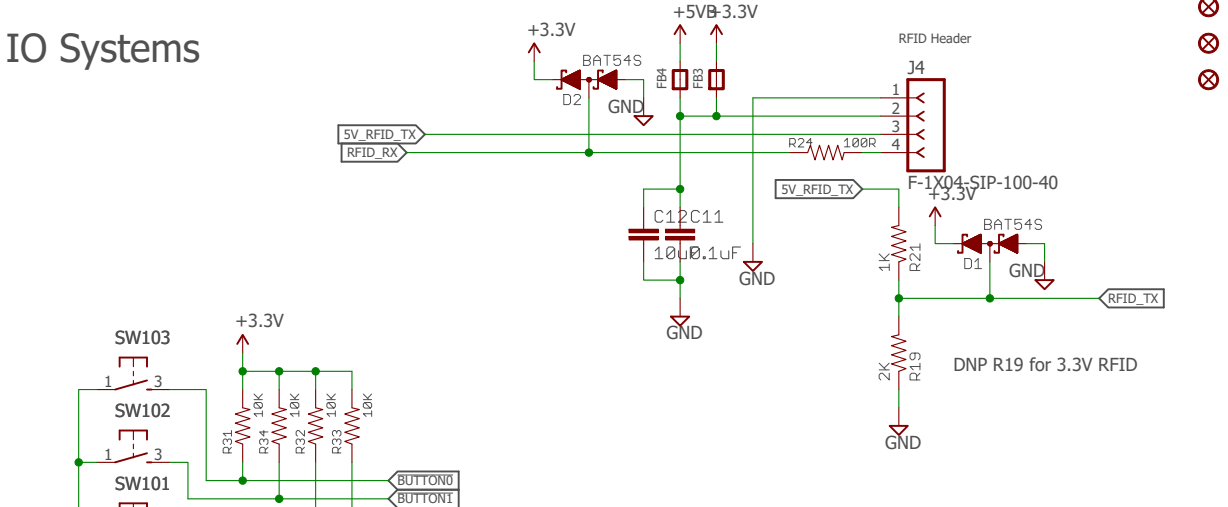 IO Systems
+3.3V
BAT54S
D2
GND
+5VB
+3.3V
FB4
FB3
RFID Header
J4
1
2
3
4
5V_RFID_TX
RFID_RX
R24
100R
F-1X04-SIP-100-40
5V_RFID_TX
+3.3V
BAT54S
D1
GND
1K
R21
RFID_TX
C12
C11
10uF
0.1uF
GND
GND
2K
R19
DNP R19 for 3.3V RFID
GND
+3.3V
SW103
1
3
SW102
1
3
SW101
R31
10K
R34
10K
R32
10K
R33
10K
BUTTON0
BUTTON1